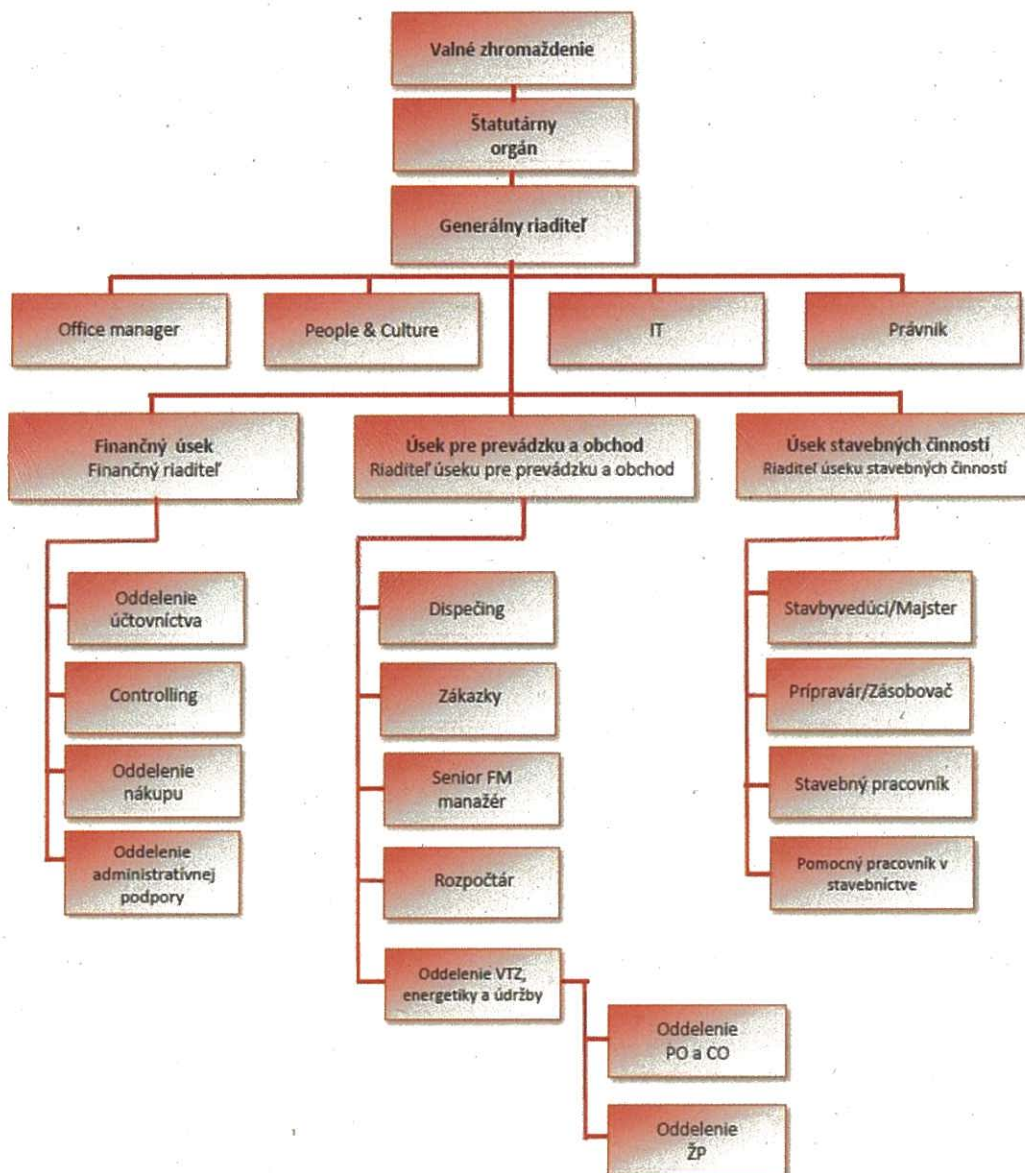 Valné zhromaždenie
Štatutárny
orgán
Generálny riaditeľ
Office manager
People & Culture
IT
Právnik
Finančný úsek
Finančný riaditeľ
Úsek pre prevádzku a obchod
Riaditeľ úseku pre prevádzku a obchod
Úsek stavebných činností
Riaditeľ úseku stavebných činností
Oddelenie
účtovníctva
Controlling
Oddelenie
nákupu
Oddelenie
administratívnej
podpory
Dispečing
Zákazky
Senior FM
manažér
Rozpočtár
Oddelenie VTZ,
energetiky a údržby
Oddelenie
PO a CO
Oddelenie
ŽP
Stavbyvedúci/Majster
Prípravár/Zásobovač
Stavebný pracovník
Pomocný pracovník v
stavebníctve